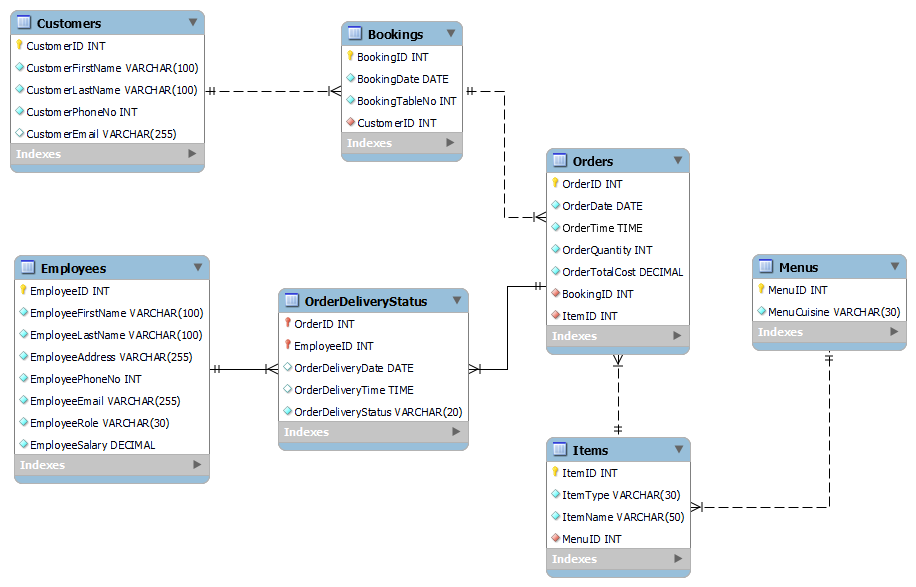 Customers
CustomerID INT
CustomerFirstName VARCHAR(100)
CustomerLastName VARCHAR(100)
CustomerPhoneNo INT
CustomerEmail VARCHAR(255)
Indexes
Bookings
BookingID INT
BookingDate DATE
BookingTableNo INT
CustomerID INT
Indexes
Orders
OrderID INT
OrderDate DATE
OrderTime TIME
OrderQuantity INT
OrderTotalCost DECIMAL
BookingID INT
ItemID INT
Indexes
Employees
EmployeeID INT
EmployeeFirstName VARCHAR(100)
EmployeeLastName VARCHAR(100)
EmployeeAddress VARCHAR(255)
EmployeePhoneNo INT
EmployeeEmail VARCHAR(255)
EmployeeRole VARCHAR(30)
EmployeeSalary DECIMAL
Indexes
OrderDeliveryStatus
OrderID INT
EmployeeID INT
OrderDeliveryDate DATE
OrderDeliveryTime TIME
OrderDeliveryStatus VARCHAR(20)
Indexes
Menus
MenuID INT
MenuCuisine VARCHAR(30)
Indexes
Items
ItemID INT
ItemType VARCHAR(30)
ItemName VARCHAR(50)
MenuID INT
Indexes